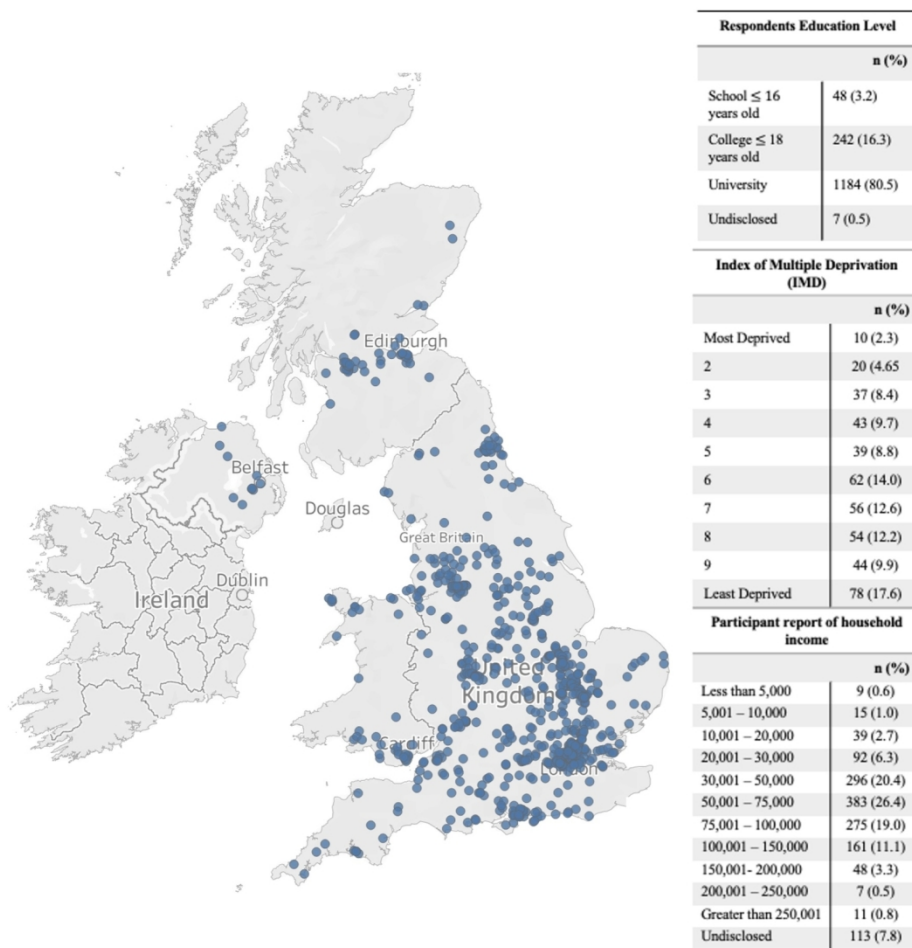 Respondents Education Level
n (%)
School ≤ 16 years old 48 (3.2)
College ≤ 18 years old 242 (16.3)
University 1184 (80.5)
Undisclosed 7 (0.5)
Index of Multiple Deprivation
(IMD)
n (%)
Most Deprived 10 (2.3)
2 20 (4.65
3 37 (8.4)
4 43 (9.7)
5 39 (8.8)
6 62 (14.0)
7 56 (12.6)
8 54 (12.2)
9 44 (9.9)
Least Deprived 78 (17.6)
Participant report of household
income
n (%)
Less than 5,000 9 (0.6)
5,001 – 10,000 15 (1.0)
10,001 – 20,000 39 (2.7)
20,001 – 30,000 92 (6.3)
30,001 – 50,000 296 (20.4)
50,001 – 75,000 383 (26.4)
75,001 – 100,000 275 (19.0)
100,001 – 150,000 161 (11.1)
150,001- 200,000 48 (3.3)
200,001 – 250,000 7 (0.5)
Greater than 250,001 11 (0.8)
Undisclosed 113 (7.8)
Edinburgh
Belfast
Douglas
Great Britain
Dublin
Ireland
United
Kingdom
Cardiff
London